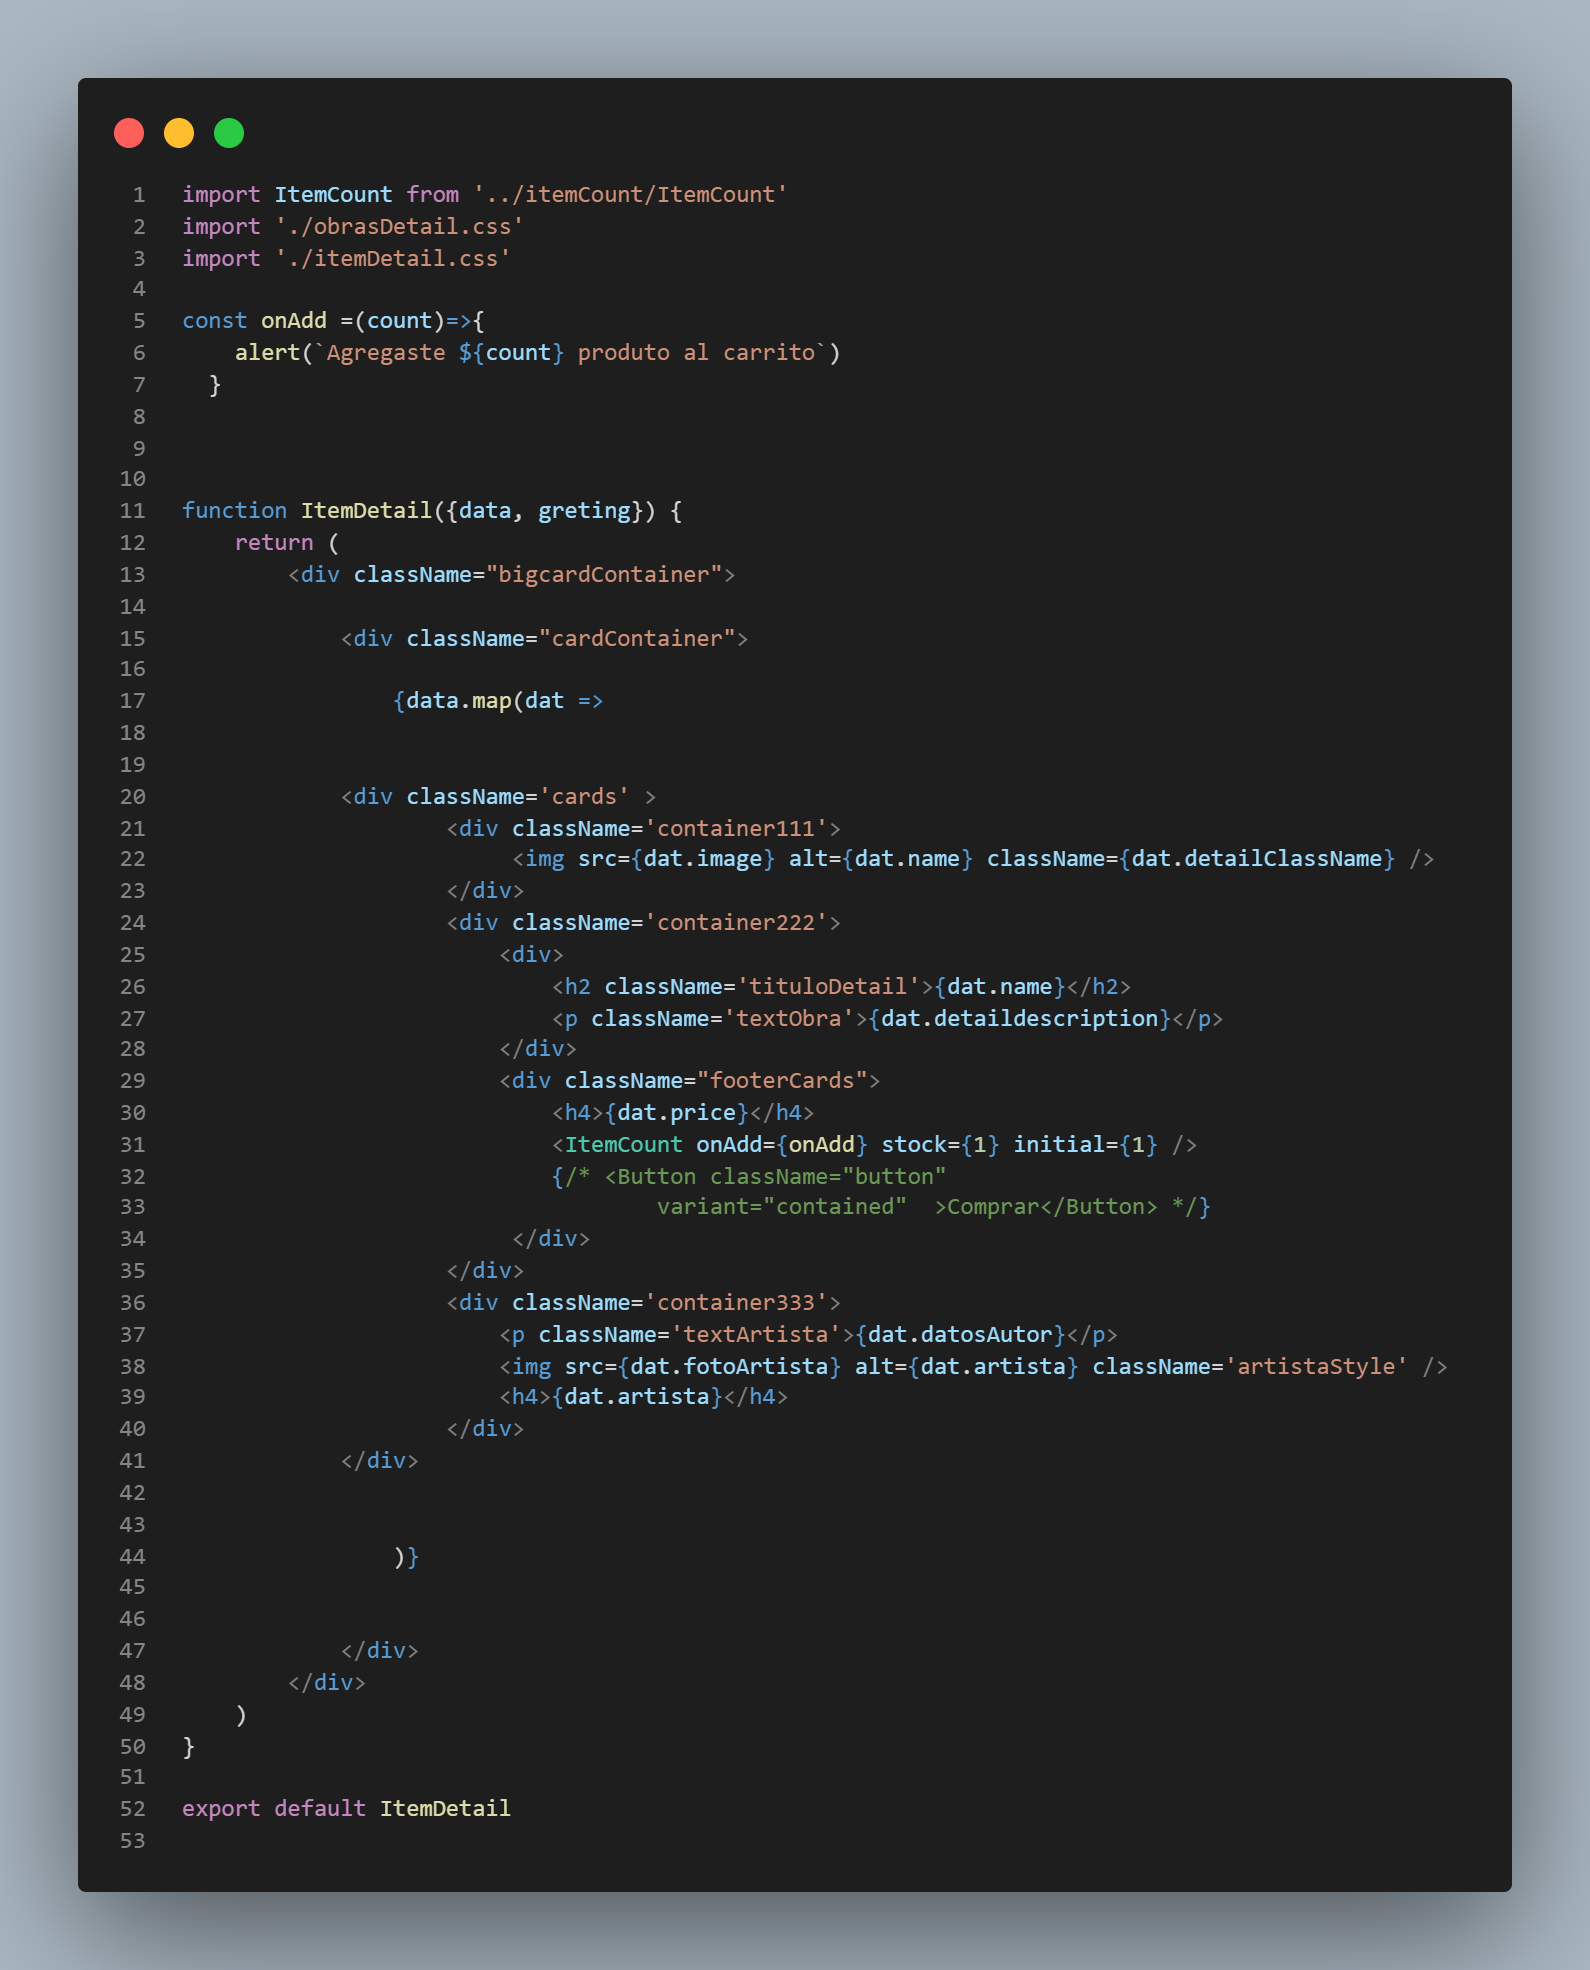 1 import ItemCount from '../itemCount/ItemCount'
2 import './obrasDetail.css'
3 import './itemDetail.css'
4
5 const onAdd =(count)=>{
6     alert(`Agregaste ${count} produto al carrito`)
7   }
8
9
10
11 function ItemDetail({data, greting}) {
12     return (
13         <div className="bigcardContainer">
14
15             <div className="cardContainer">
16
17                 {data.map(dat =>
18
19
20             <div className='cards' >
21                     <div className='container111'>
22                          <img src={dat.image} alt={dat.name} className={dat.detailClassName} />
23                     </div>
24                     <div className='container222'>
25                         <div>
26                             <h2 className='tituloDetail'>{dat.name}</h2>
27                             <p className='textObra'>{dat.detaildescription}</p>
28                         </div>
29                         <div className="footerCards">
30                             <h4>{dat.price}</h4>
31                             <ItemCount onAdd={onAdd} stock={1} initial={1} />
32                             {/* <Button className="button"
33                                     variant="contained"  >Comprar</Button> */}
34                          </div>
35                     </div>
36                     <div className='container333'>
37                         <p className='textArtista'>{dat.datosAutor}</p>
38                         <img src={dat.fotoArtista} alt={dat.artista} className='artistaStyle' />
39                         <h4>{dat.artista}</h4>
40                     </div>
41             </div>
42
43
44                 )}
45
46
47             </div>
48         </div>
49     )
50 }
51
52 export default ItemDetail
53